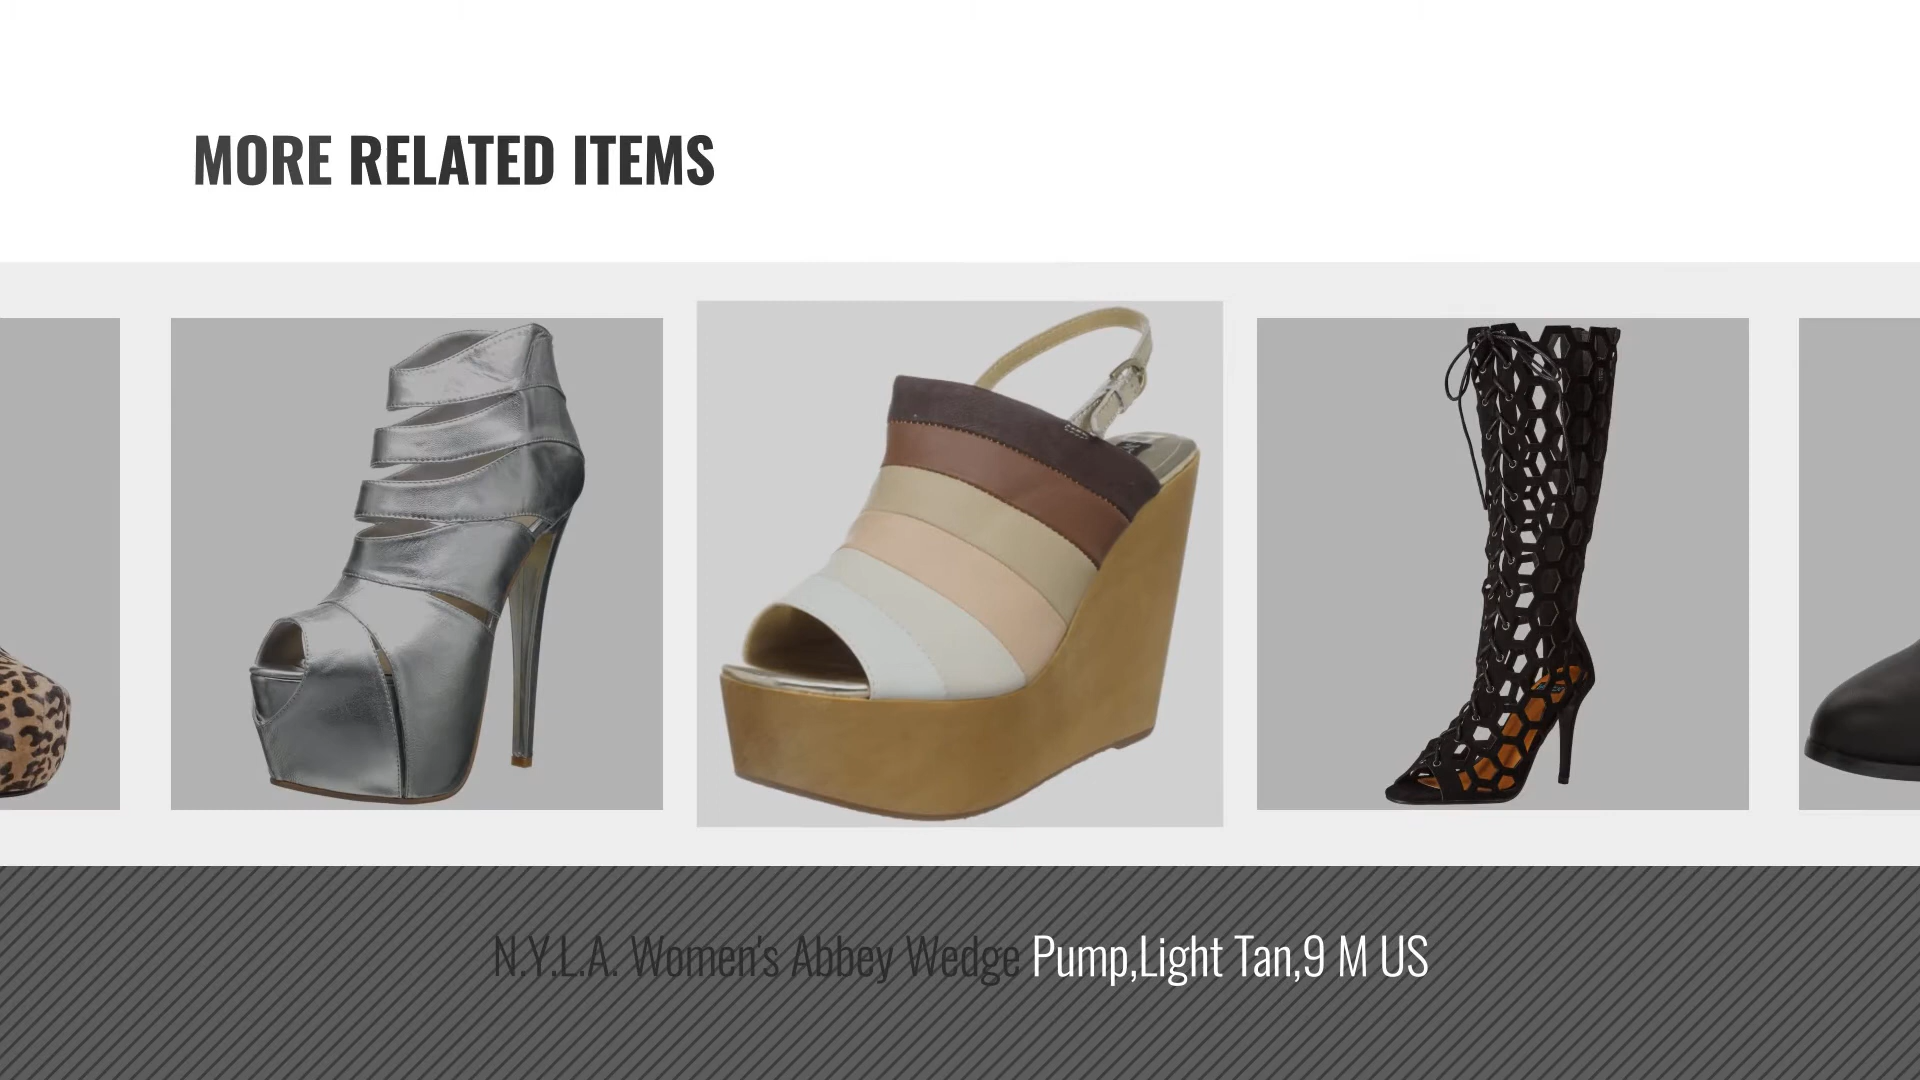 MORE RELATED ITEMS
N.Y.L.A. Women's Abbey Wedge Pump,Light Tan,9 M US